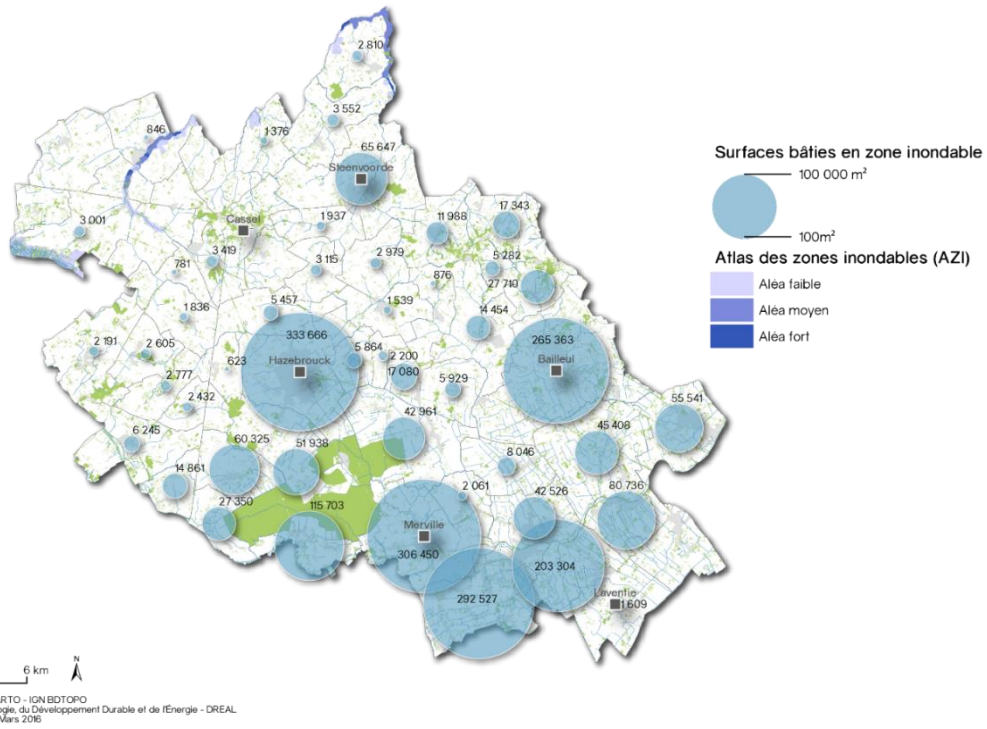 2 810
3 552
846
1 376
65 647
Steenvoorde
17 343
Cassel
1 937
11 988
3 001
3 419
2 979
5 282
781
3 115
876
27 710
1 836
5 457
1 539
14 454
333 666
265 363
2 191
2 605
623
Hazebrouck
5 864
2 200
17 080
Bailleul
2 777
5 929
2 432
42 961
55 541
6 245
60 325
51 938
45 408
14 861
8 046
27 350
115 703
2 061
42 526
80 736
Merville
306 450
203 304
292 527
Laventie
1 609
Surfaces bâties en zone inondable
100 000 m²
100m²
Atlas des zones inondables (AZI)
Aléa faible
Aléa moyen
Aléa fort
6 km
N
RTO - IGN BDTOPO
ogie, du Développement Durable et de l'Énergie - DREAL
Mars 2016